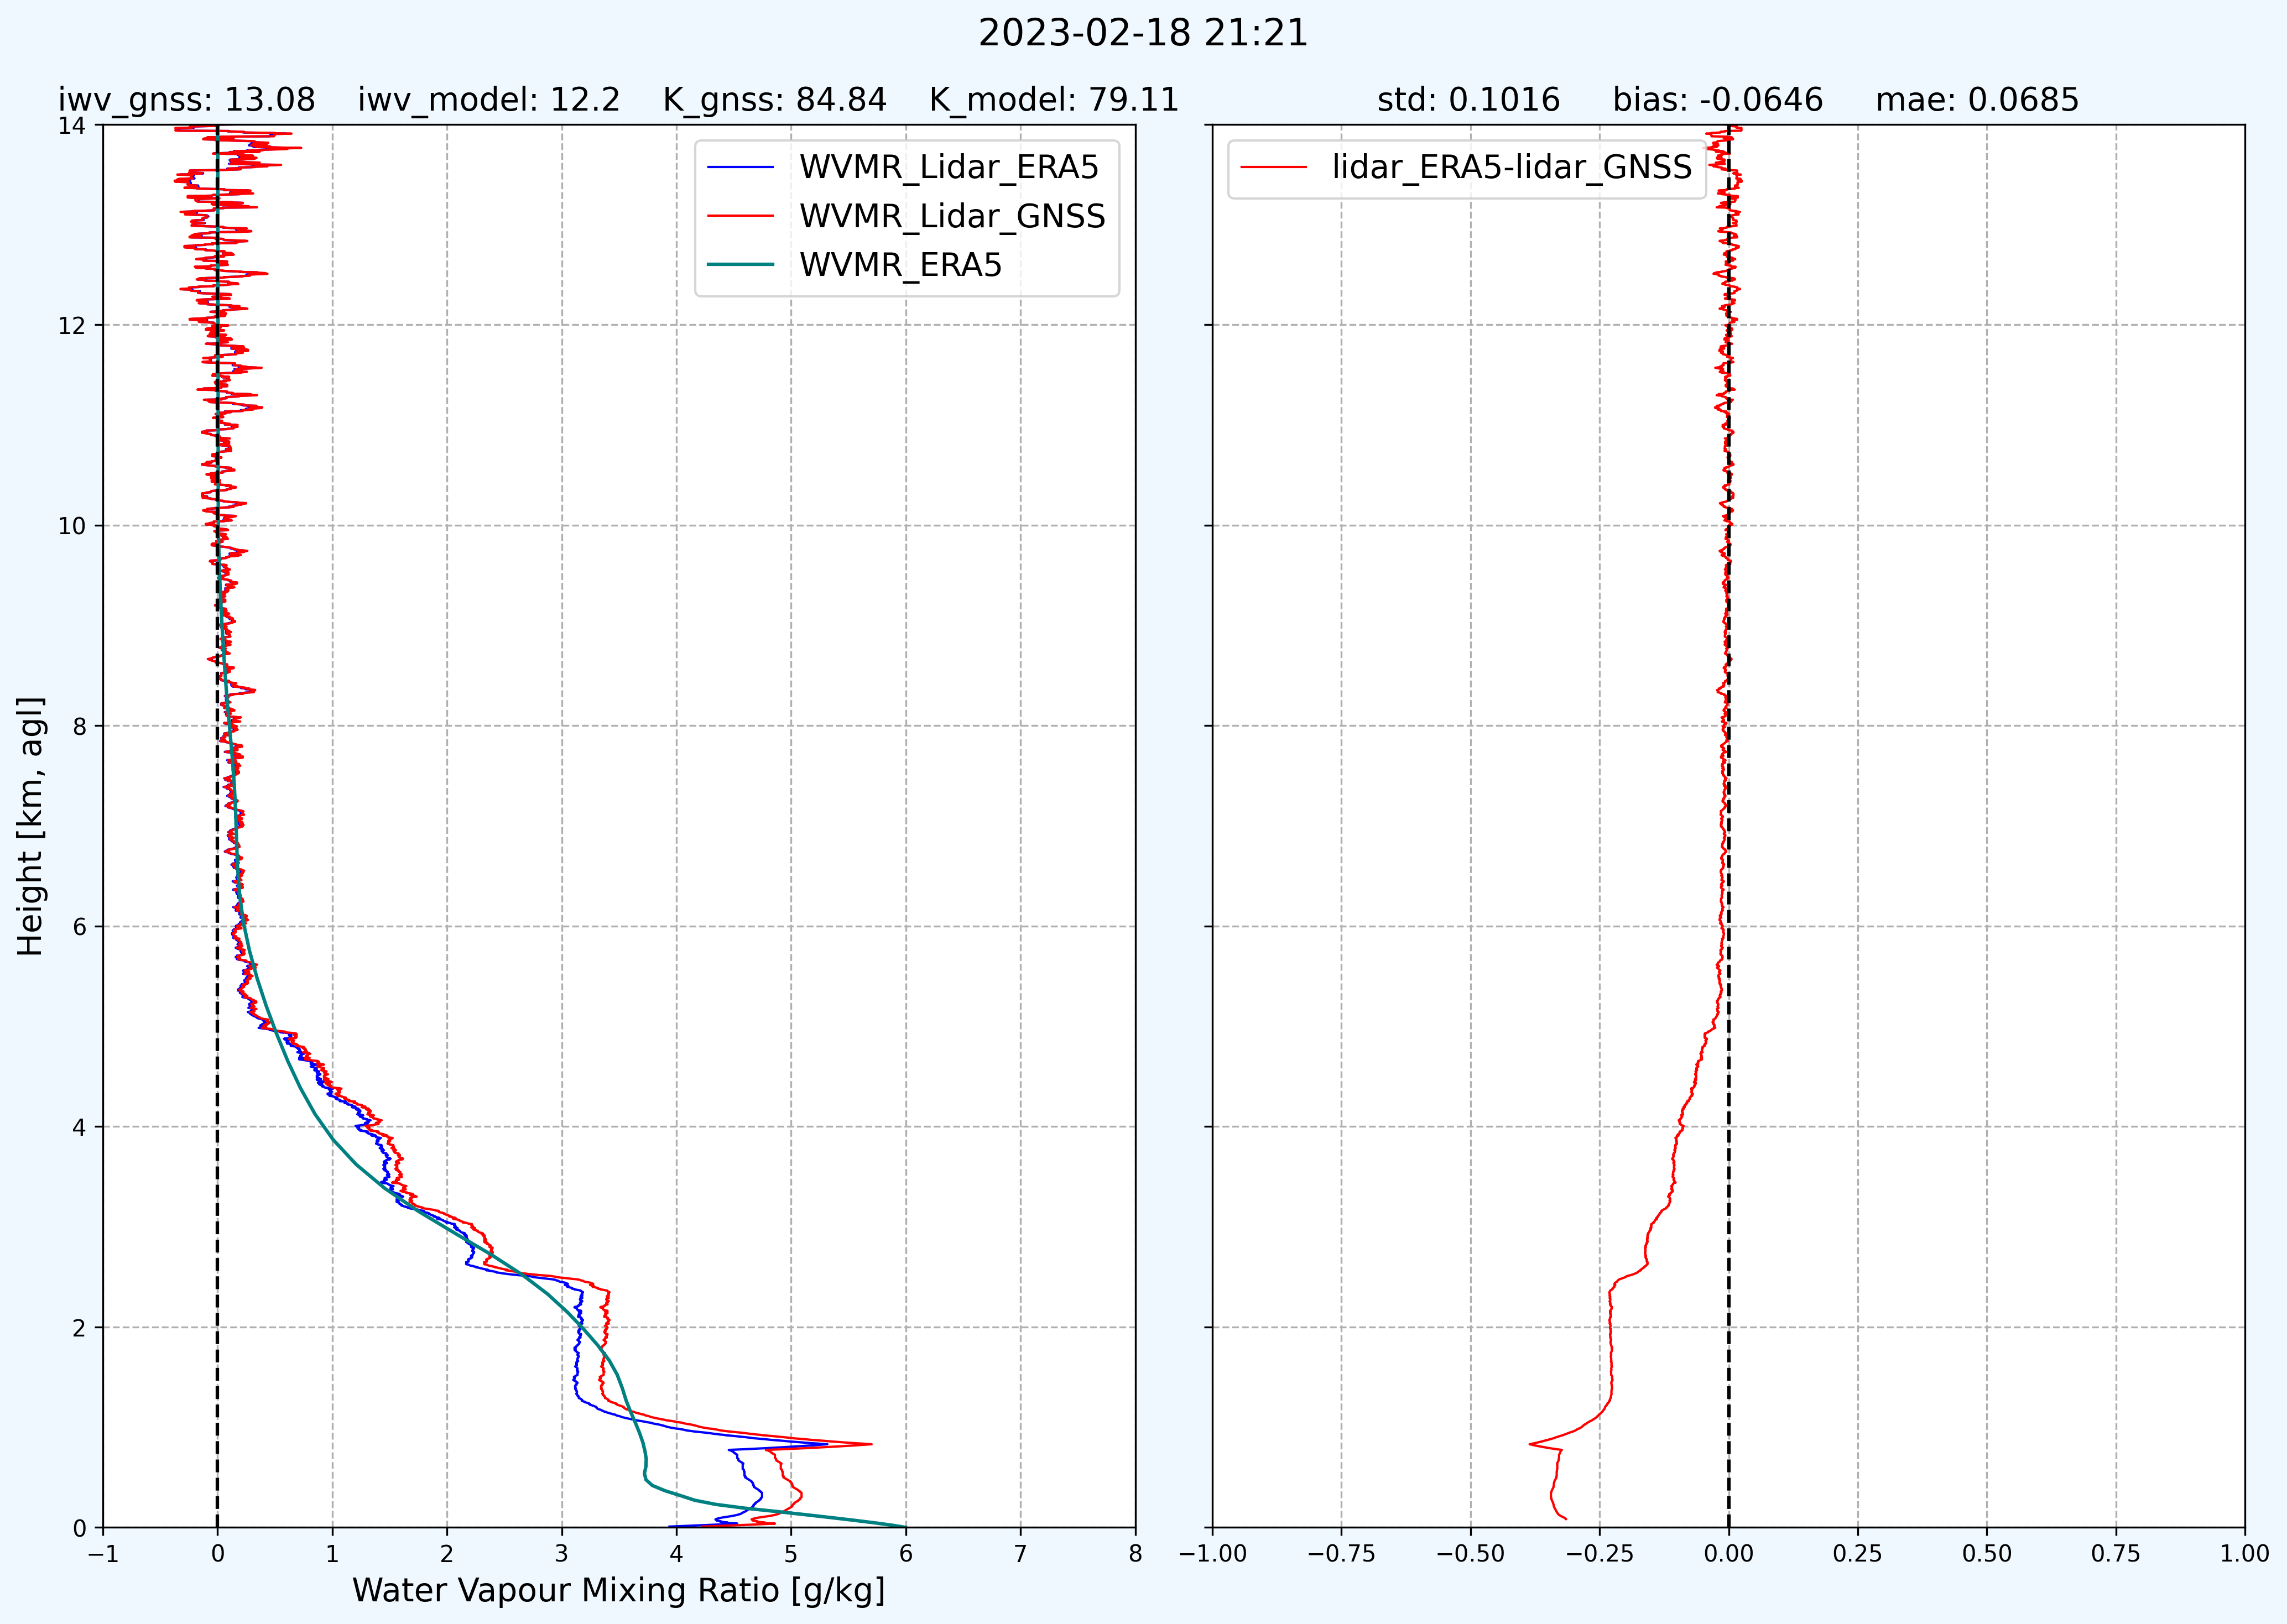 2023-02-18 21:21
iwv_gnss: 13.08 iwv_model: 12.2 K_gnss: 84.84 K_model: 79.11
std: 0.1016 bias: -0.0646 mae: 0.0685
WVMR_Lidar_ERA5
WVMR_Lidar_GNSS
WVMR_ERA5
lidar_ERA5-lidar_GNSS
Height [km, agl]
14
12
10
8
6
4
2
0
−1 0 1 2 3 4 5 6 7 8
Water Vapour Mixing Ratio [g/kg]
−1.00 −0.75 −0.50 −0.25 0.00 0.25 0.50 0.75 1.00